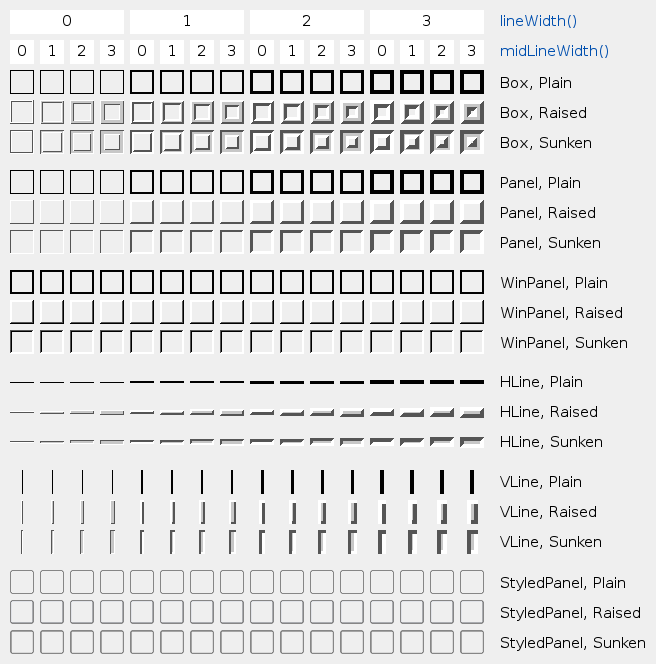 0 1 2 3 lineWidth()
0 1 2 3 0 1 2 3 0 1 2 3 0 1 2 3 midLineWidth()
Box, Plain
Box, Raised
Box, Sunken
Panel, Plain
Panel, Raised
Panel, Sunken
WinPanel, Plain
WinPanel, Raised
WinPanel, Sunken
HLine, Plain
HLine, Raised
HLine, Sunken
VLine, Plain
VLine, Raised
VLine, Sunken
StyledPanel, Plain
StyledPanel, Raised
StyledPanel, Sunken